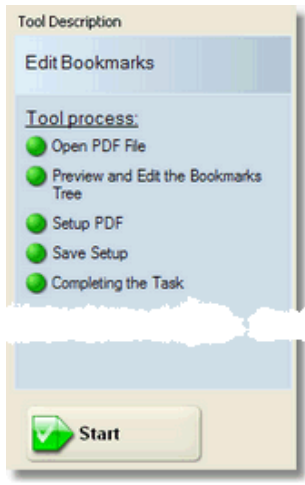 Tool Description
Edit Bookmarks
Tool process:
Open PDF File
Preview and Edit the Bookmarks
Tree
Setup PDF
Save Setup
Completing the Task
Start